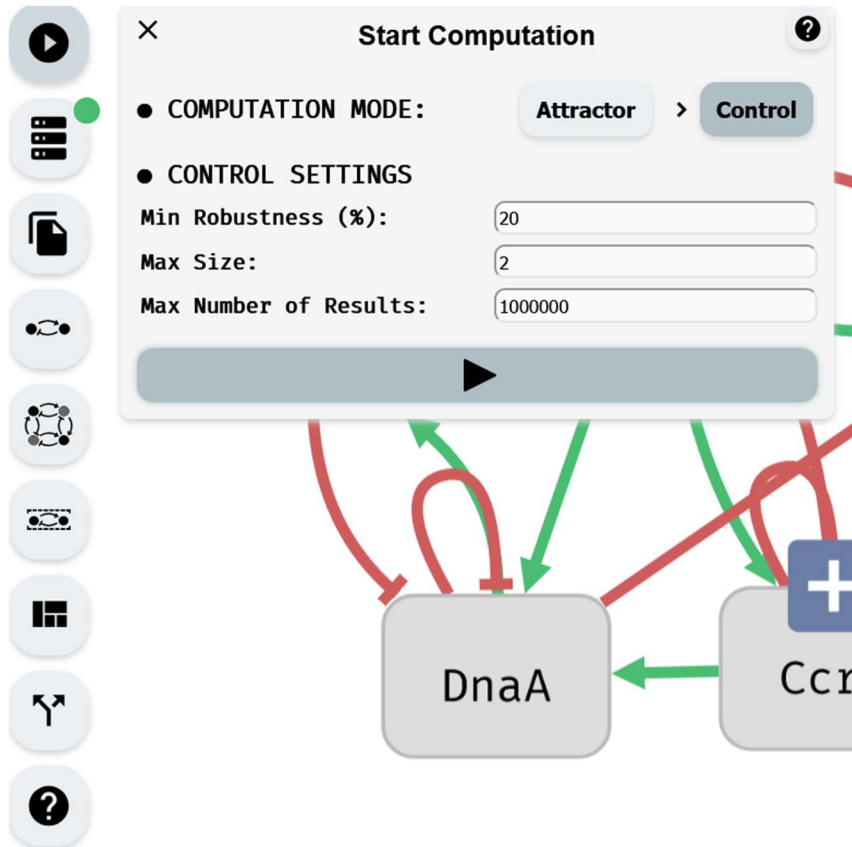 Start Computation
● COMPUTATION MODE: Attractor > Control
● CONTROL SETTINGS
Min Robustness (%): 20
Max Size: 2
Max Number of Results: 1000000
DnaA
Ccr